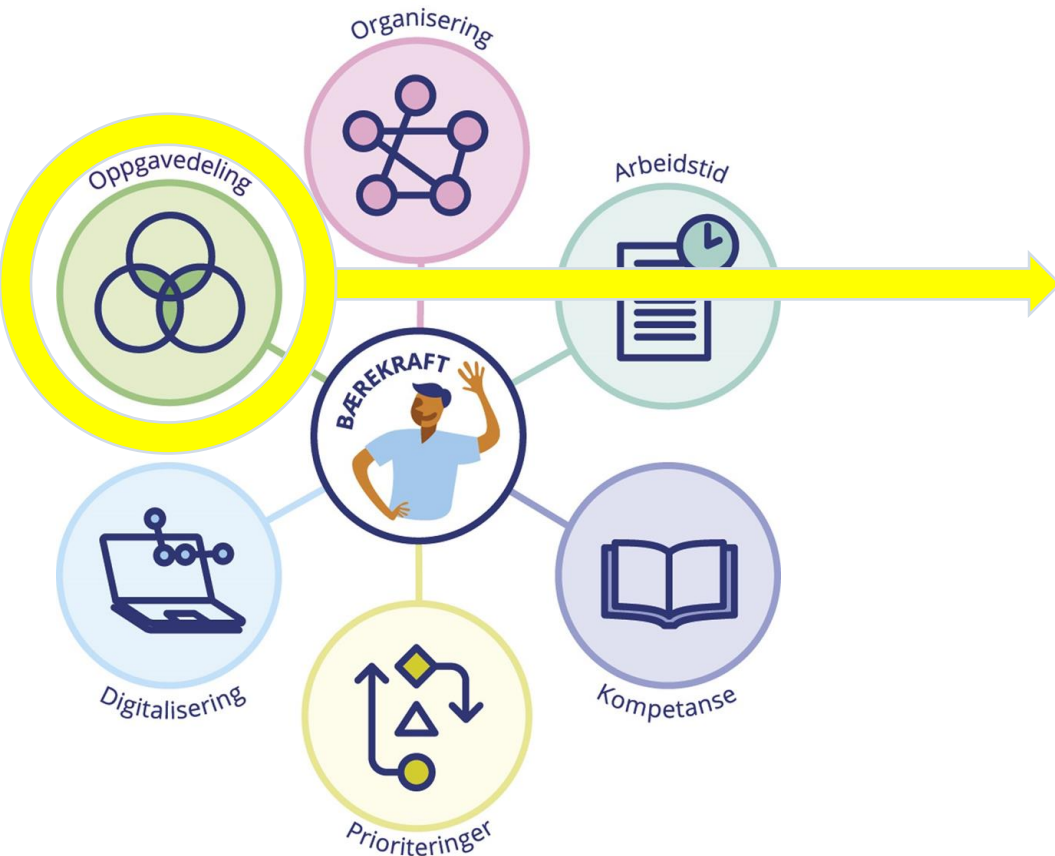 Organisering
Oppgavedeling
Arbeidstid
BÆREKRAFT
Digitalisering
Kompetanse
Prioriteringer